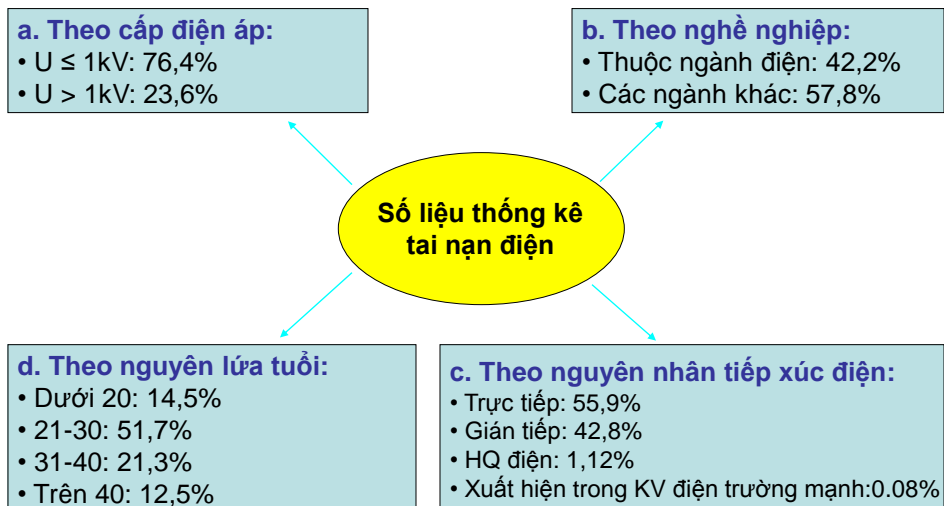 a. Theo cấp điện áp:
• U ≤ 1kV: 76,4%
• U > 1kV: 23,6%
b. Theo nghề nghiệp:
• Thuộc ngành điện: 42,2%
• Các ngành khác: 57,8%
Số liệu thống kê
tai nạn điện
d. Theo nguyên lứa tuổi:
• Dưới 20: 14,5%
• 21-30: 51,7%
• 31-40: 21,3%
• Trên 40: 12,5%
c. Theo nguyên nhân tiếp xúc điện:
• Trực tiếp: 55,9%
• Gián tiếp: 42,8%
• HQ điện: 1,12%
• Xuất hiện trong KV điện trường mạnh:0.08%